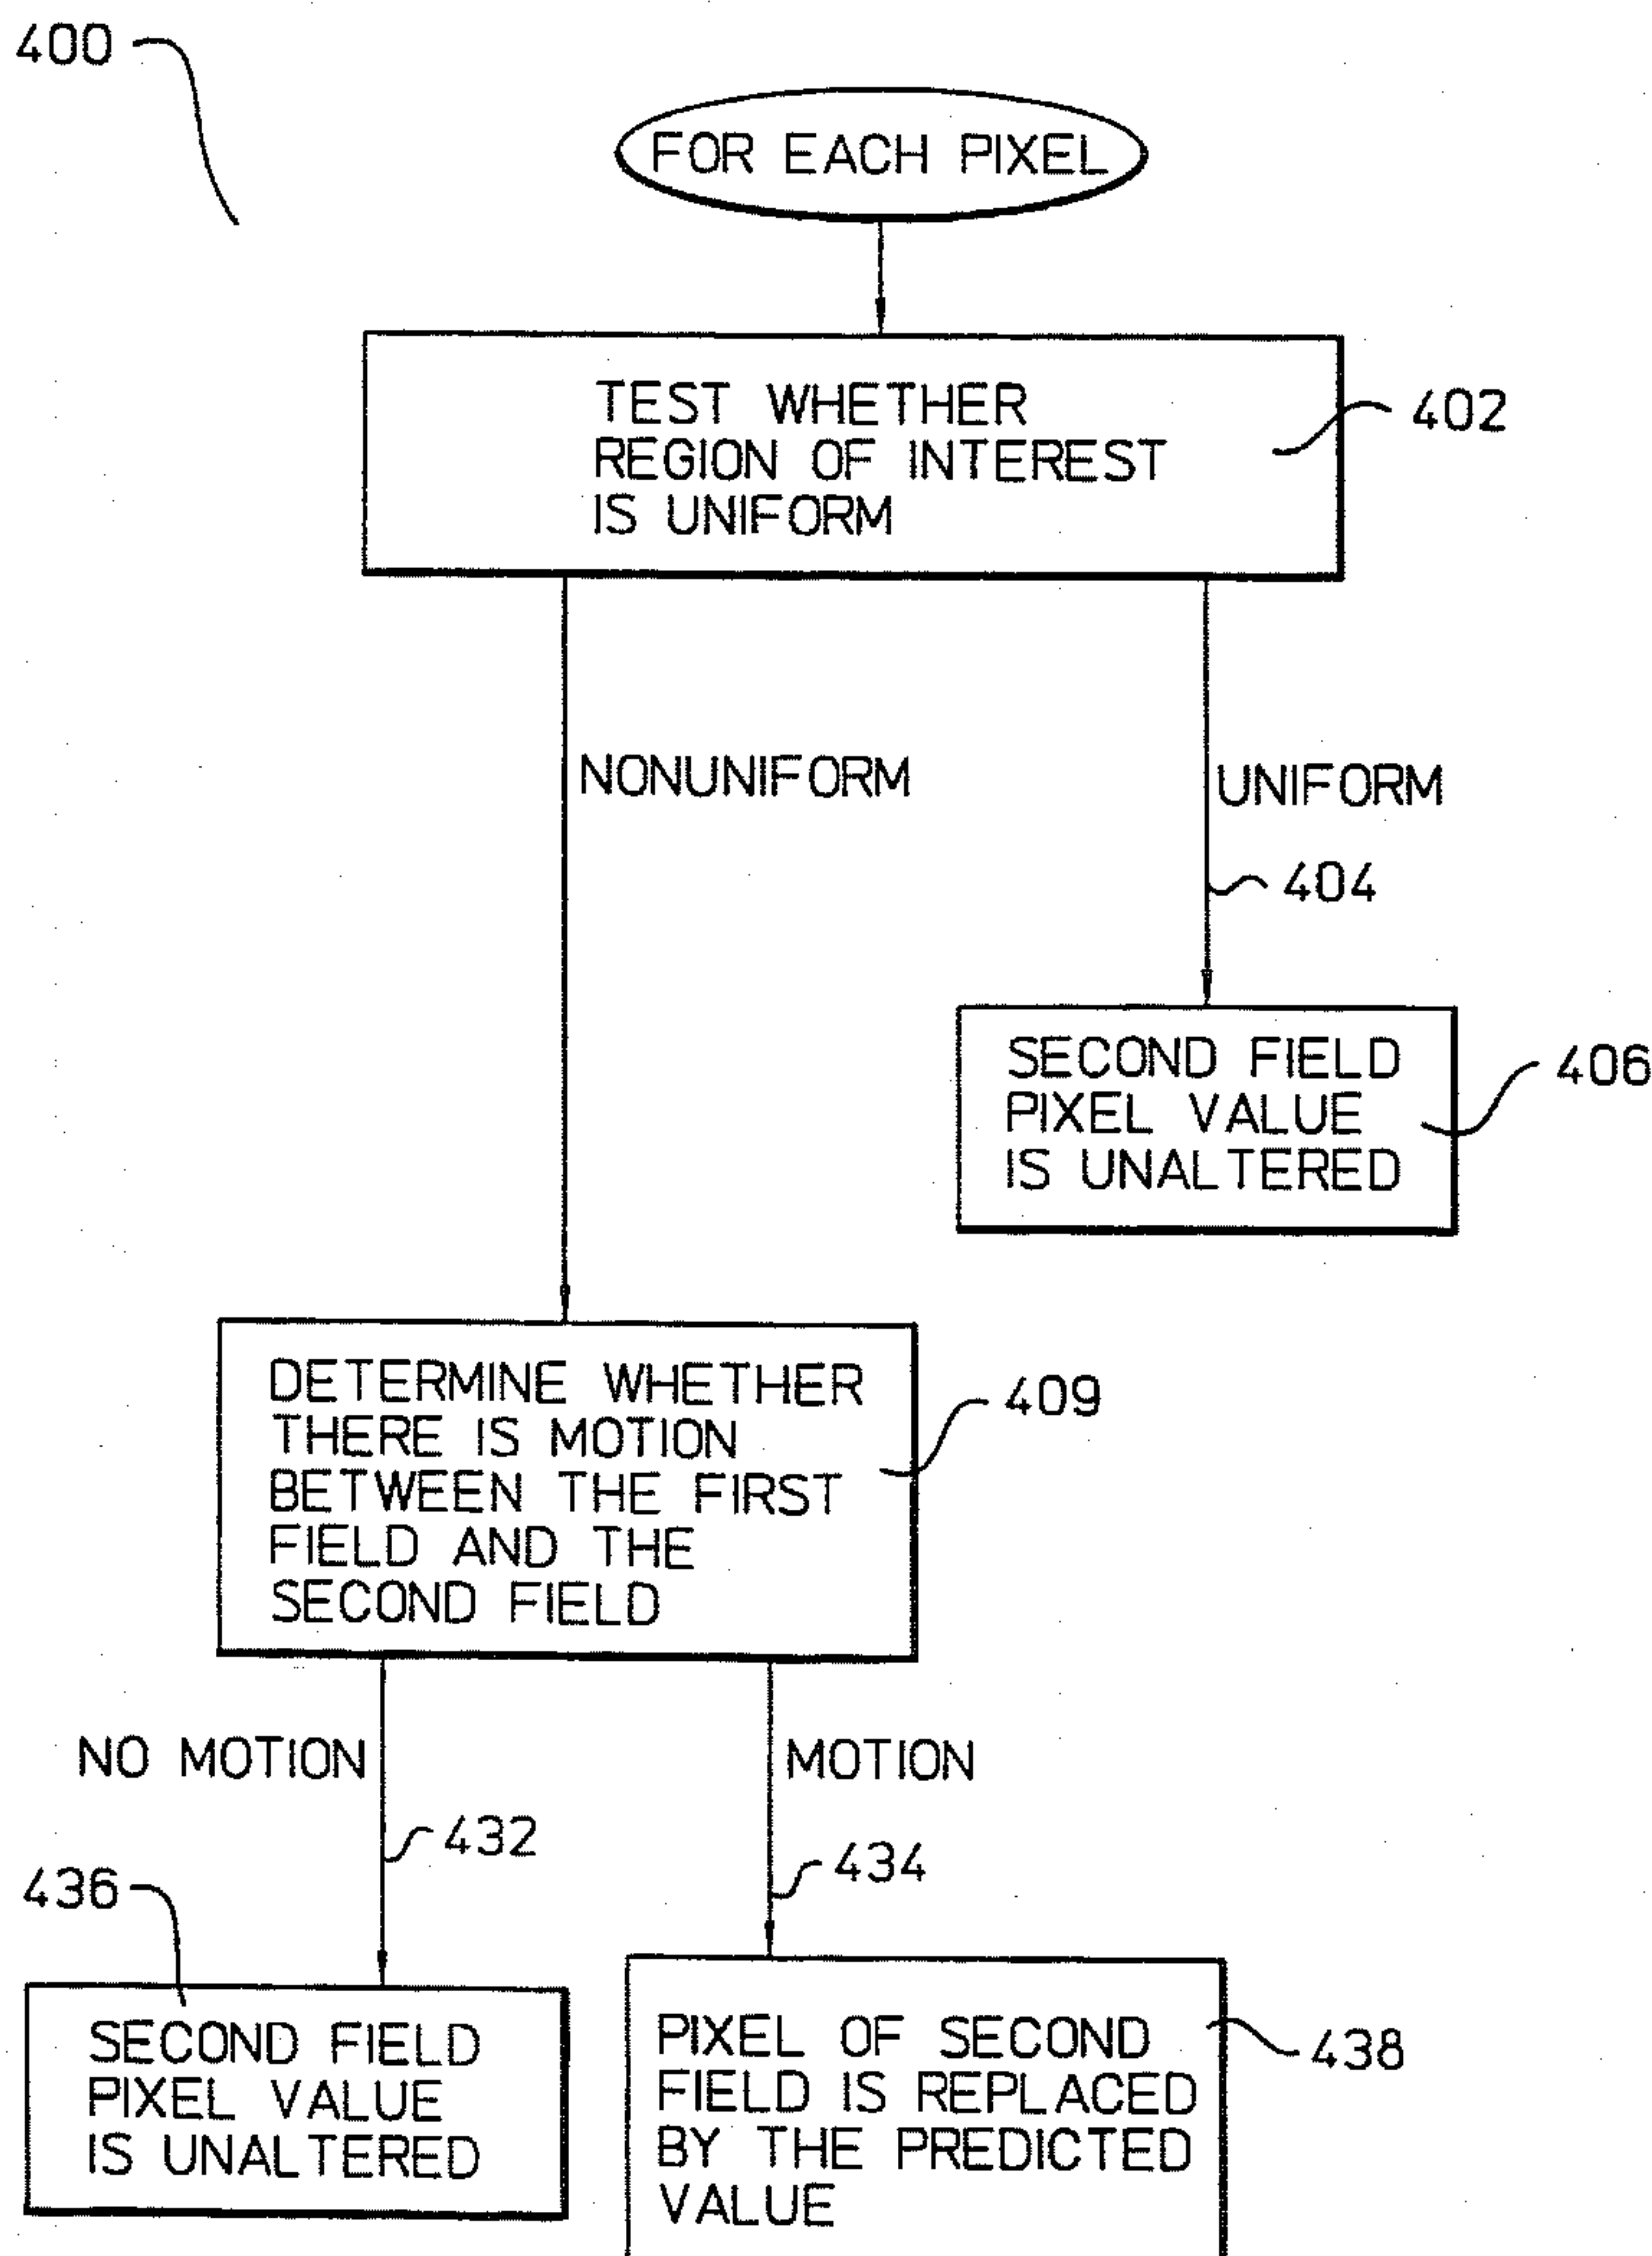 400
FOR EACH PIXEL
TEST WHETHER
REGION OF INTEREST
IS UNIFORM
402
NONUNIFORM
UNIFORM
404
SECOND FIELD
PIXEL VALUE
IS UNALTERED
406
DETERMINE WHETHER
THERE IS MOTION
BETWEEN THE FIRST
FIELD AND THE
SECOND FIELD
409
NO MOTION
MOTION
432
434
436
SECOND FIELD
PIXEL VALUE
IS UNALTERED
PIXEL OF SECOND
FIELD IS REPLACED
BY THE PREDICTED
VALUE
438